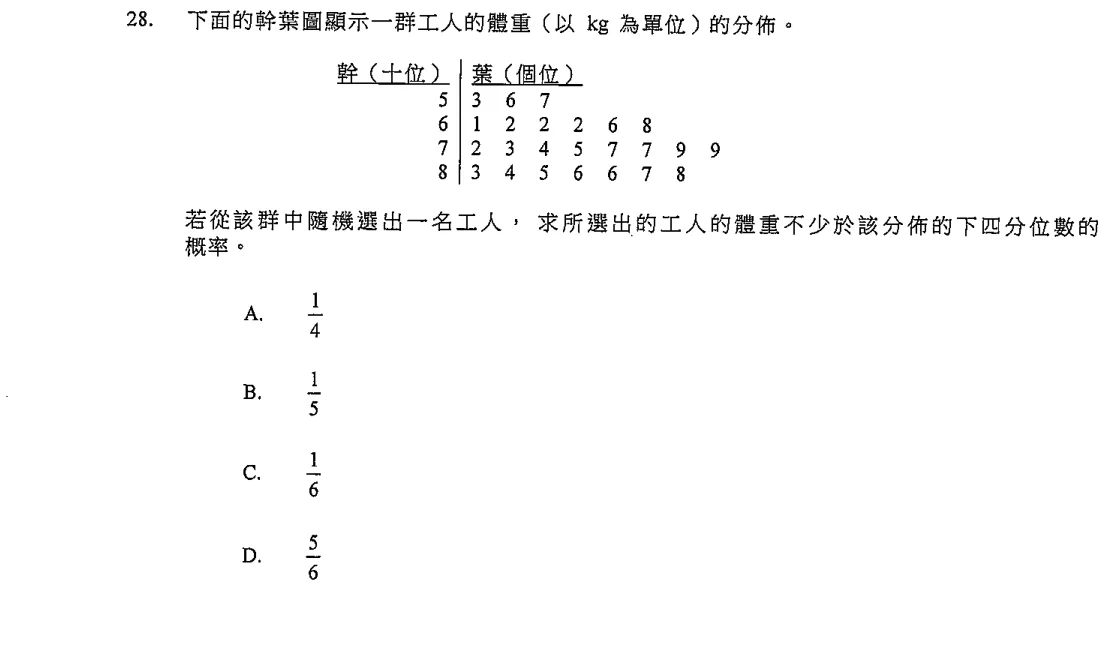 28. 下面的幹葉圖顯示一群工人的體重（以 kg 為單位）的分佈。
幹（十位） 葉（個位）
5 3 6 7
6 1 2 2 2 6 8
7 2 3 4 5 7 7 9 9
8 3 4 5 6 6 7 8
若從該群中隨機選出一名工人，求所選出的工人的體重不少於該分佈的下四分位數的
概率。
A. 1/4
B. 1/5
C. 1/6
D. 5/6